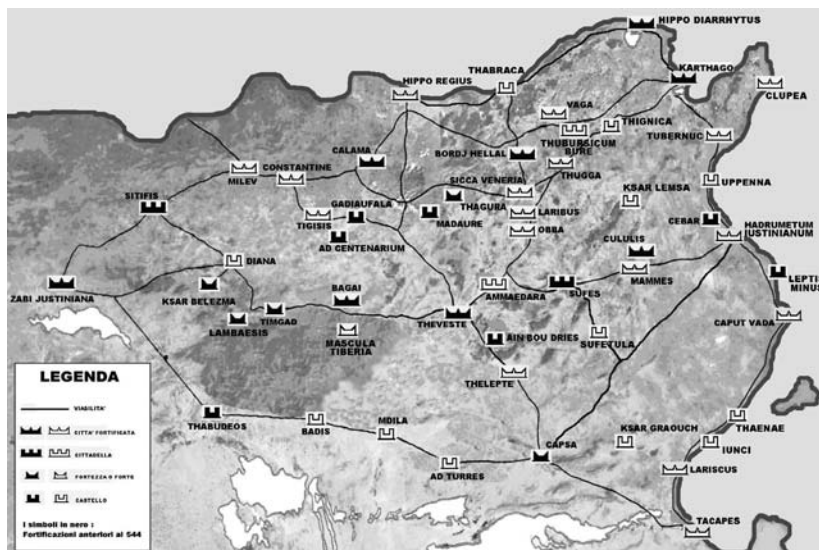 HIPPO DIARRHYTUS
KARTHAGO
THABRACA
HIPPO REGIUS
CLUPEA
VAGA
THIGNICA
THUBURSICUM
BURE
TUBERNUC
BORDJ HELLAL
CALAMA
CONSTANTINE
MILEV
THUGGA
SICCA VENERIA
UPPENNA
KSAR LEMSA
SITIFIS
GADIAUFALA
THAGURA
TIGISIS
MADAURE
LARIBUS
CEBAR
HADRUMETUM
JUSTINIANUM
OBBA
AD CENTENARIUM
CULULIS
DIANA
MAMMES
LEPTIS
MINUS
ZABI JUSTINIANA
KSAR BELEZMA
BAGAI
AMMAEDARA
SUFES
TIMGAD
LAMBAESIS
THEVESTE
CAPUT VADA
MASCULA
TIBERIA
AIN BOU DRIES
SUFETULA
THELEPTE
THABUDEOS
BADIS
MDILA
THAENAE
CAPSA
KSAR GRAOUCH
IUNCI
AD TURRES
LARISCUS
TACAPES
LEGENDA
VIABILITA'
CITTA' FORTIFICATA
CITTADELLA
FORTEZZA O FORTE
CASTELLO
I simboli in nero :
Fortificazioni anteriori al 544